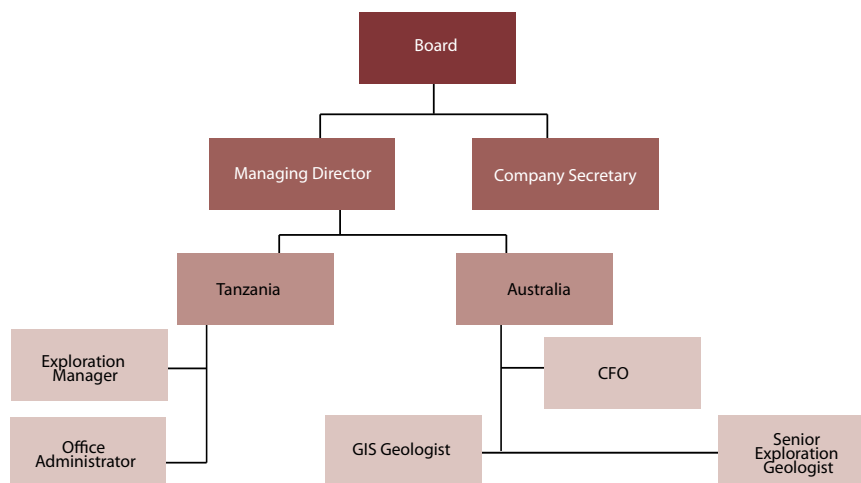 Board
Managing Director
Company Secretary
Tanzania
Australia
Exploration
Manager
CFO
Office
Administrator
GIS Geologist
Senior
Exploration
Geologist